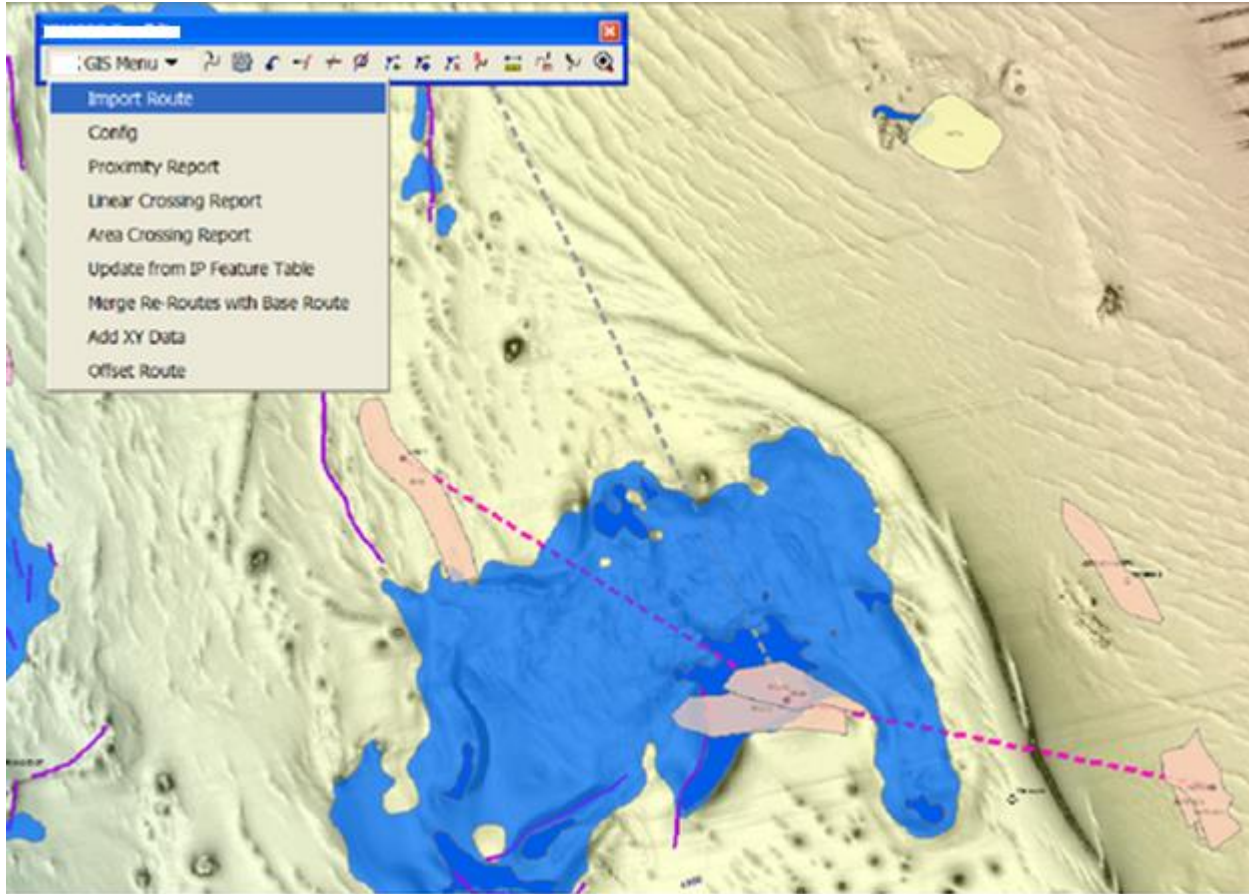 GIS Menu
Import Route
Config
Proximity Report
Linear Crossing Report
Area Crossing Report
Update from IP Feature Table
Merge Re-Routes with Base Route
Add XY Data
Offset Route